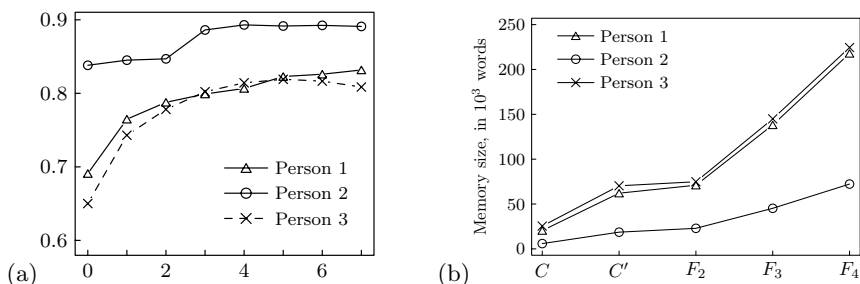 0.9
0.8
0.7
0.6
0 2 4 6
Person 1
Person 2
Person 3
(a)
Memory size, in 10³ words
250
200
150
100
50
0
C C′ F₂ F₃ F₄
Person 1
Person 2
Person 3
(b)